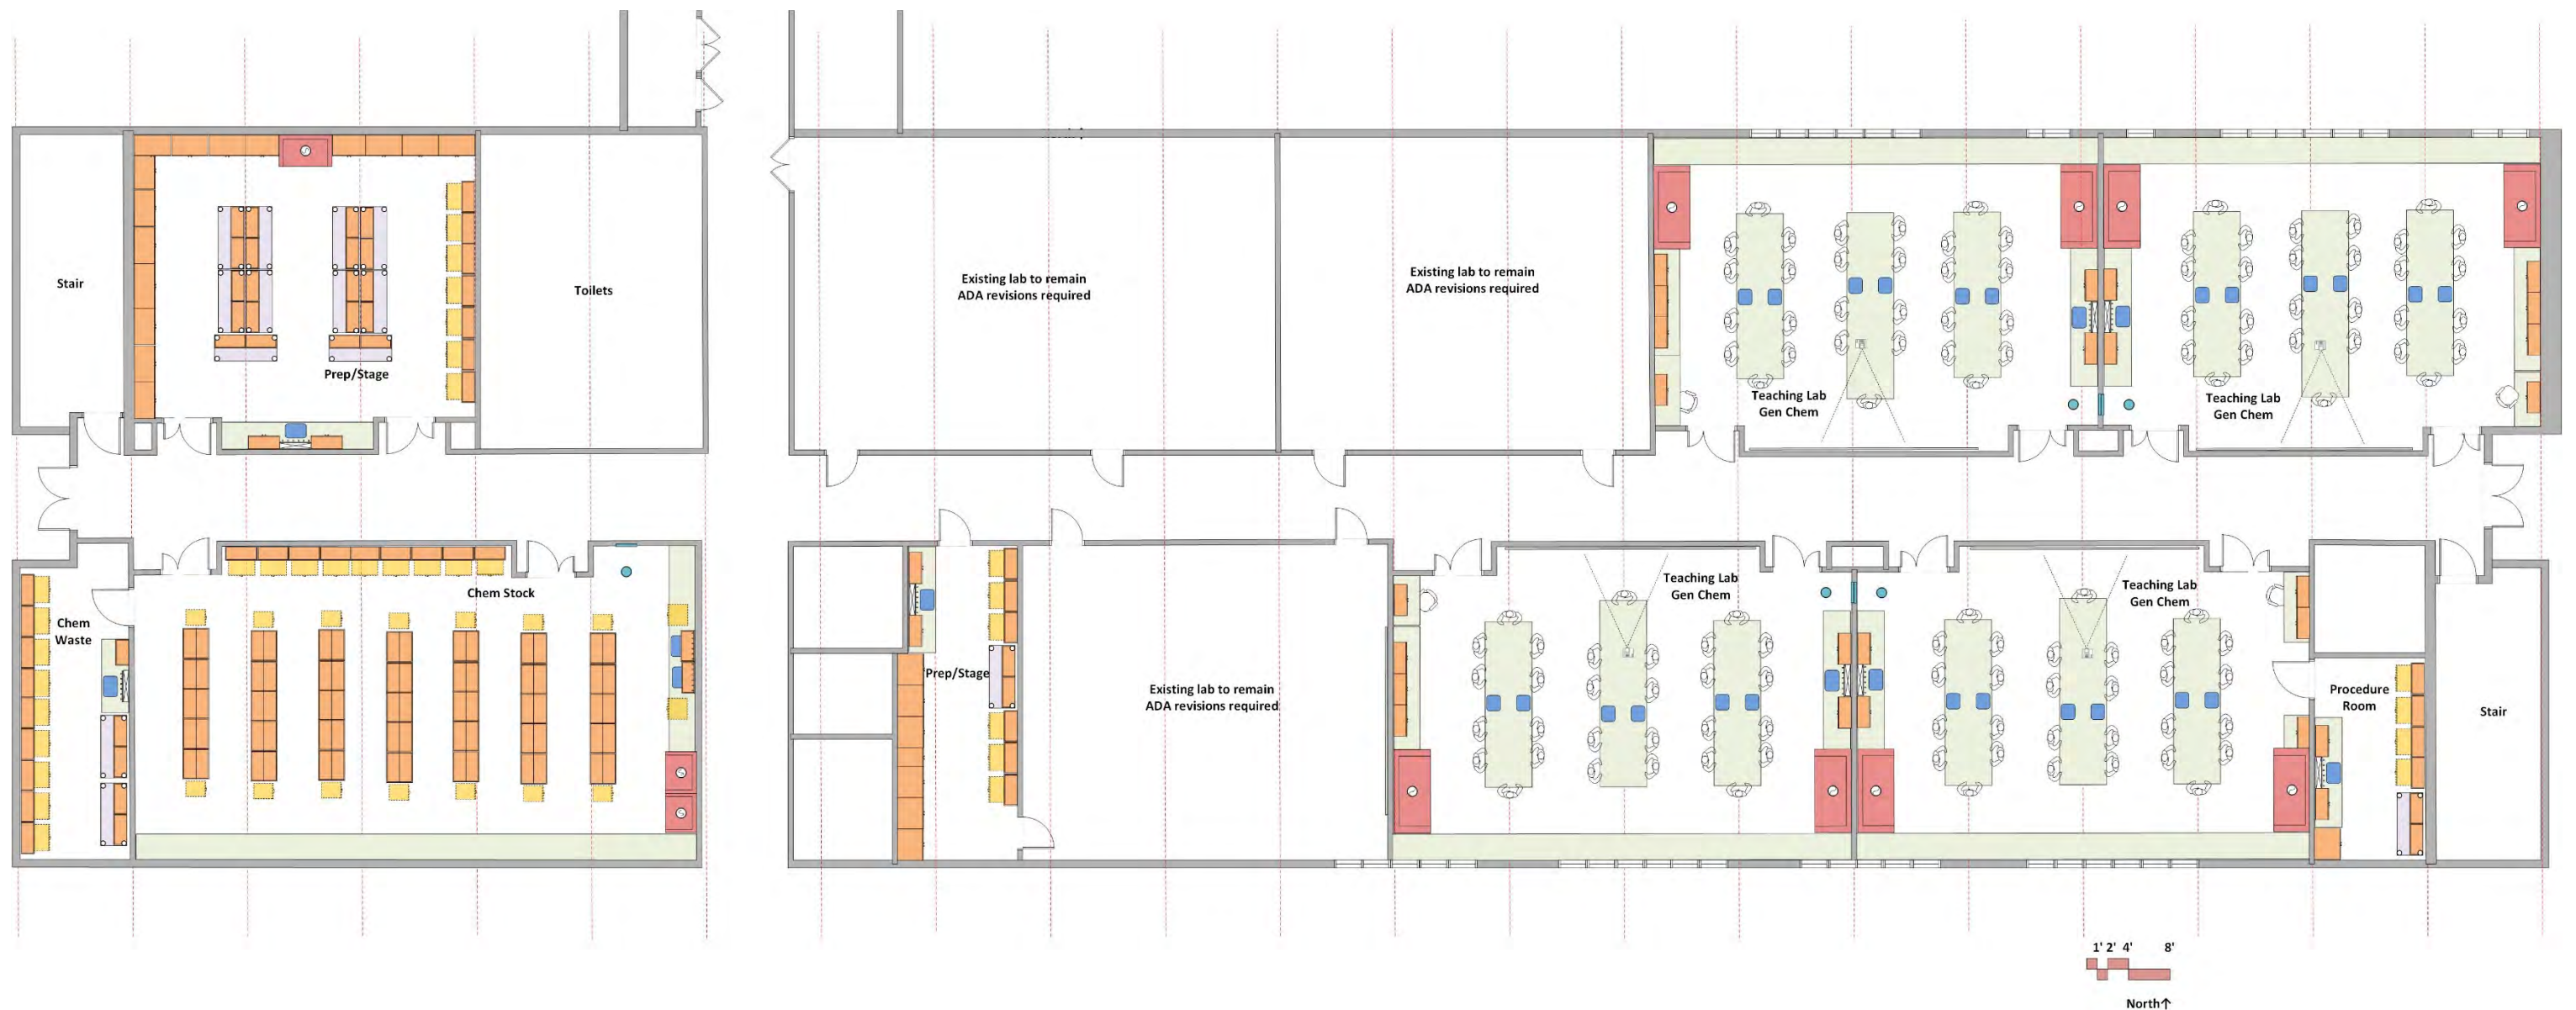 Stair
Prep/Stage
Toilets
Existing lab to remain
ADA revisions required
Existing lab to remain
ADA revisions required
Teaching Lab
Gen Chem
Teaching Lab
Gen Chem
Chem
Waste
Chem Stock
Prep/Stage
Existing lab to remain
ADA revisions required
Teaching Lab
Gen Chem
Teaching Lab
Gen Chem
Procedure
Room
Stair
1' 2' 4' 8'
North↑